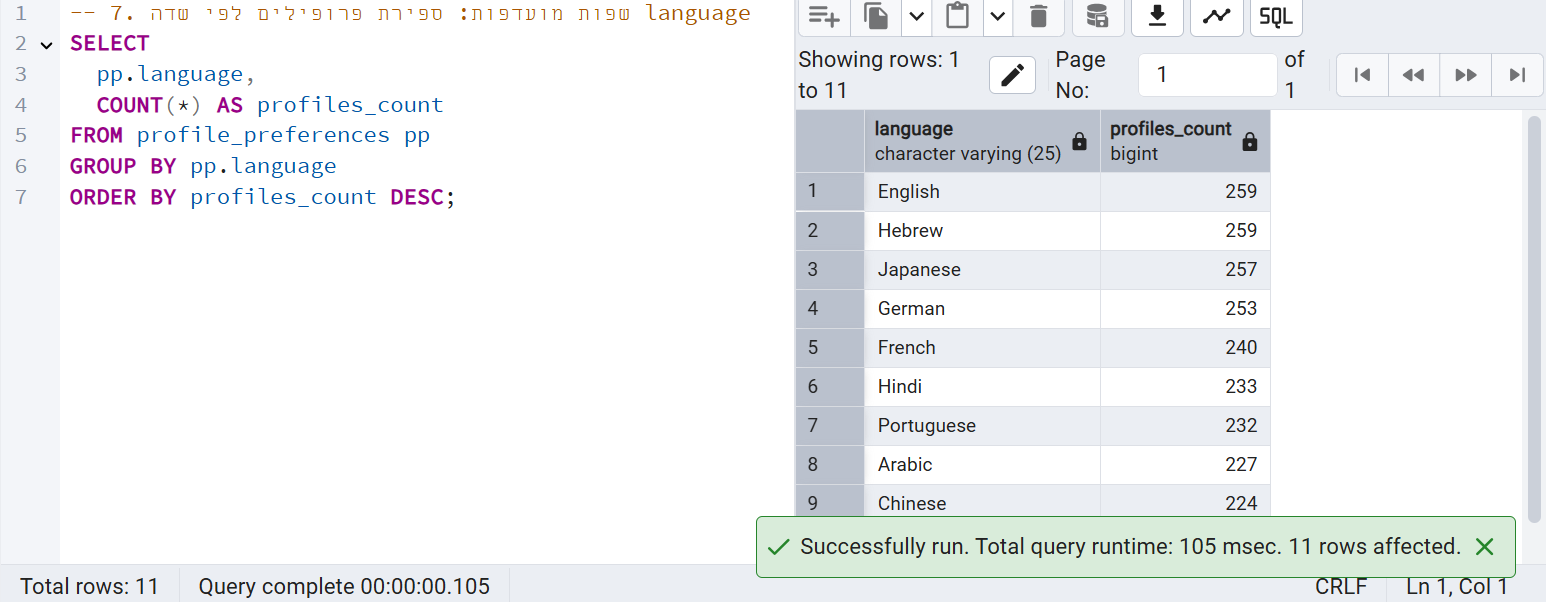 1 -- 7. שפות מועדפות: ספירת פרופילים לפי שדה language
2 SELECT
3 pp.language,
4 COUNT(*) AS profiles_count
5 FROM profile_preferences pp
6 GROUP BY pp.language
7 ORDER BY profiles_count DESC;
SQL
Showing rows: 1
to 11
Page
No:
1
of
1
language
character varying (25)
profiles_count
bigint
1 English 259
2 Hebrew 259
3 Japanese 257
4 German 253
5 French 240
6 Hindi 233
7 Portuguese 232
8 Arabic 227
9 Chinese 224
Successfully run. Total query runtime: 105 msec. 11 rows affected.
Total rows: 11 Query complete 00:00:00.105 CRLF Ln 1, Col 1